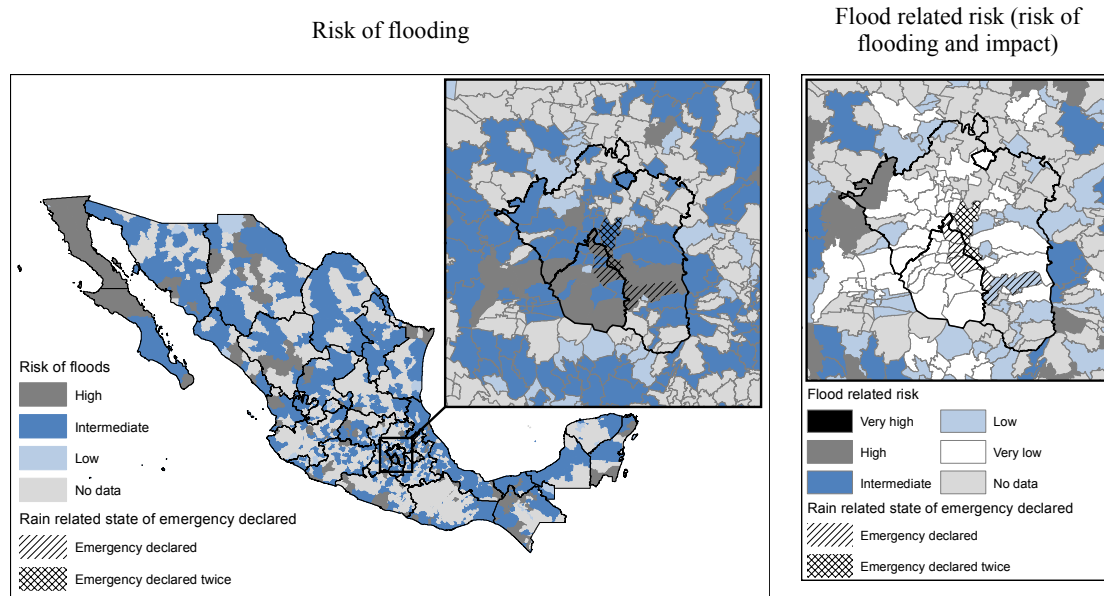 Risk of flooding
Flood related risk (risk of
flooding and impact)
Risk of floods
High
Intermediate
Low
No data
Rain related state of emergency declared
Emergency declared
Emergency declared twice
Flood related risk
Very high
Low
High
Very low
Intermediate
No data
Rain related state of emergency declared
Emergency declared
Emergency declared twice